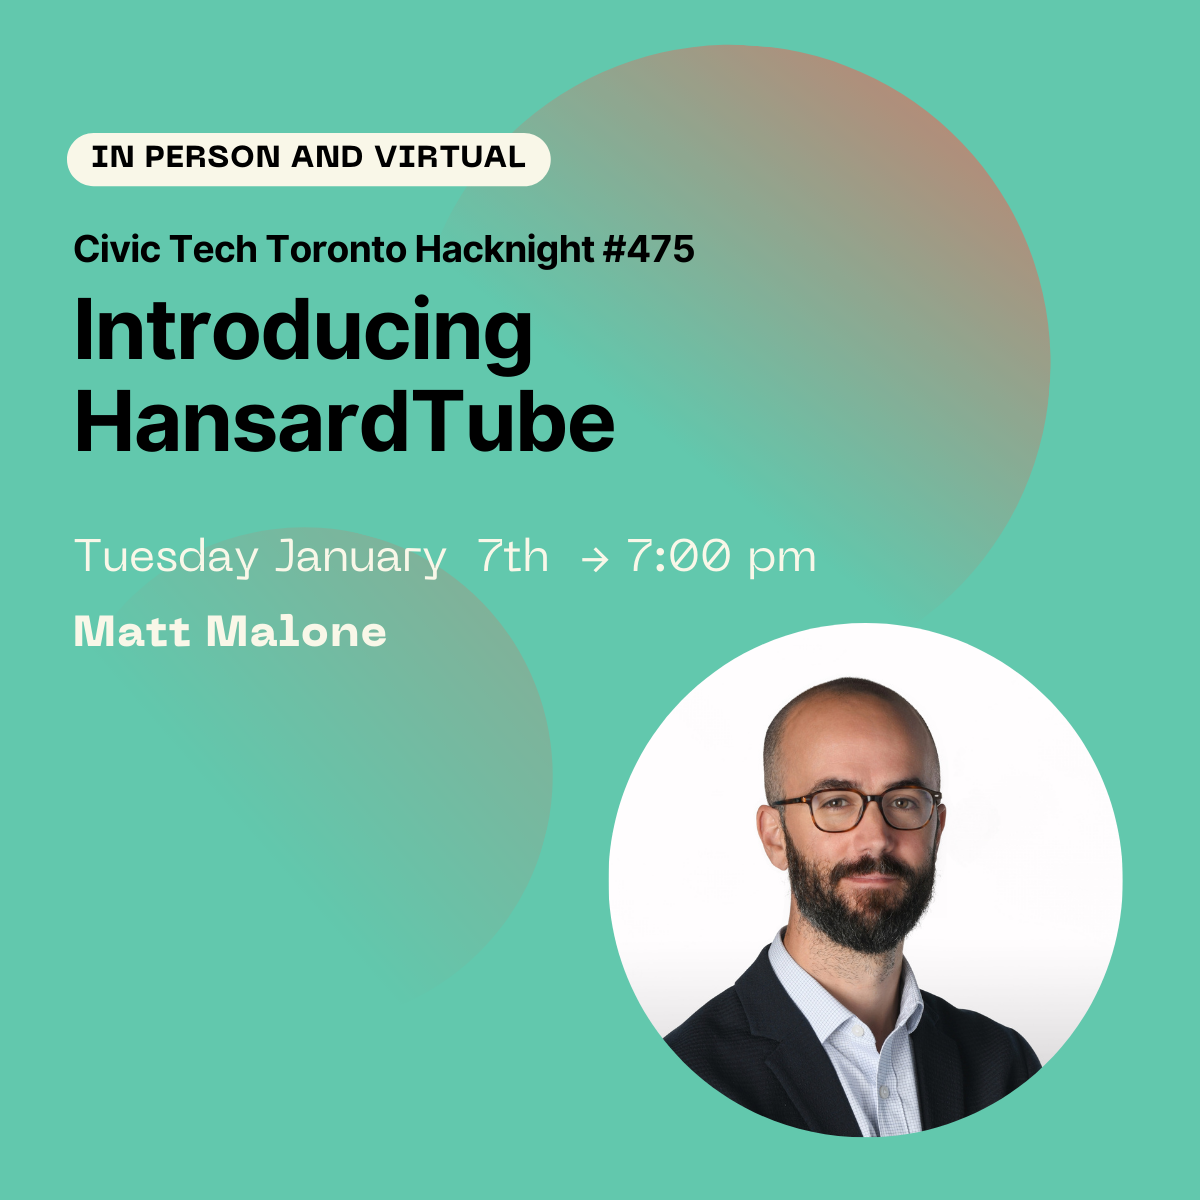 IN PERSON AND VIRTUAL
Civic Tech Toronto Hacknight #475
Introducing
HansardTube
Tuesday January 7th → 7:00 pm
Matt Malone